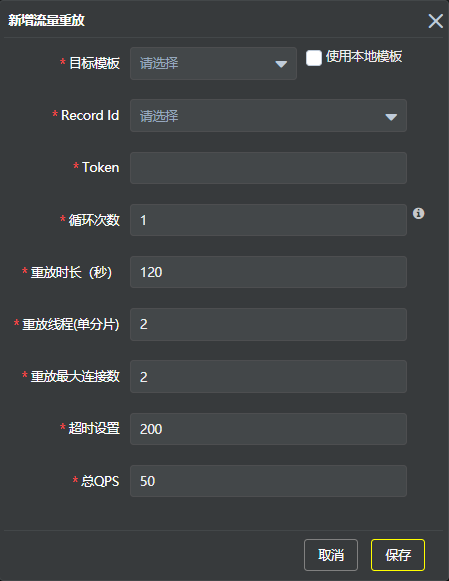 新增流量重放
* 目标模板 请选择 使用本地模板
* Record Id 请选择
* Token
* 循环次数 1
* 重放时长（秒） 120
* 重放线程(单分片) 2
* 重放最大连接数 2
* 超时设置 200
* 总QPS 50
取消 保存